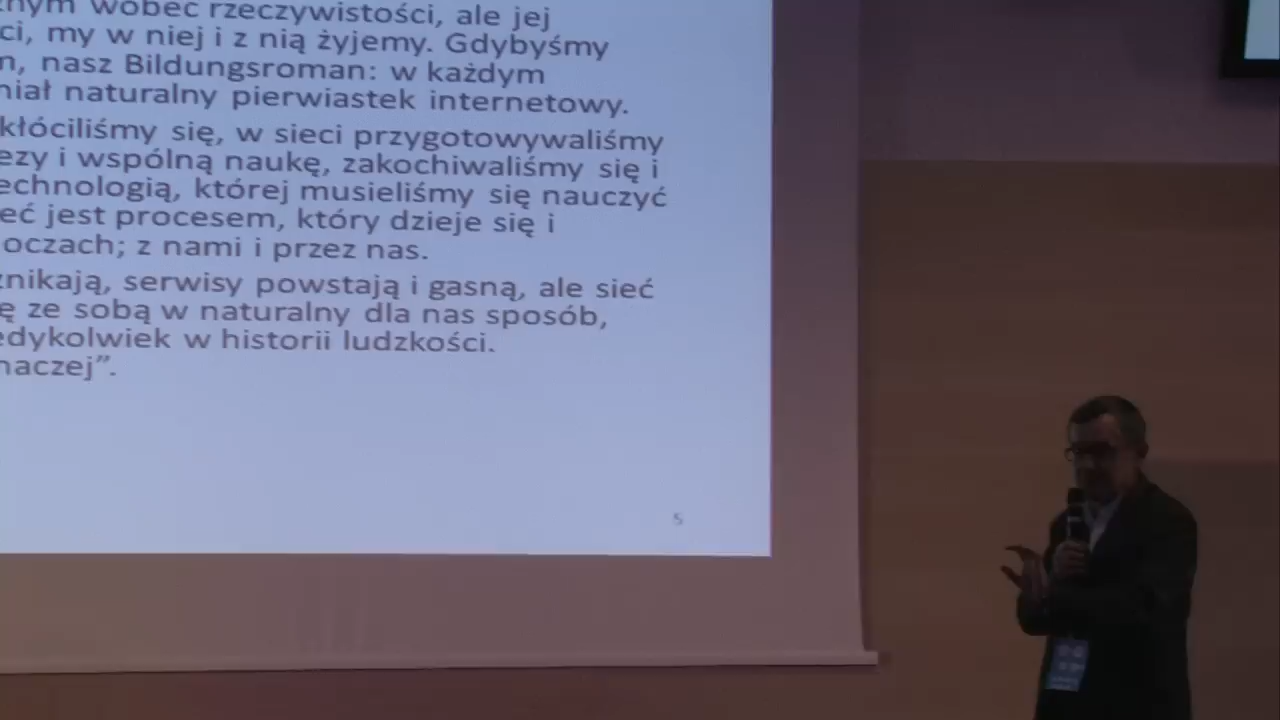 wobec rzeczywistości, ale jej
ci, my w niej i z nią żyjemy. Gdybyśmy
nasz Bildungsroman: w każdym
miał naturalny pierwiastek internetowy.
kłóciliśmy się, w sieci przygotowywaliśmy
ezy i wspólną naukę, zakochiwaliśmy się i
echnologią, której musieliśmy się nauczyć
eć jest procesem, który dzieje się i
oczach; z nami i przez nas.
znikają, serwisy powstają i gasną, ale sieć
ę ze sobą w naturalny dla nas sposób,
edykolwiek w historii ludzkości.
naczej”.
5